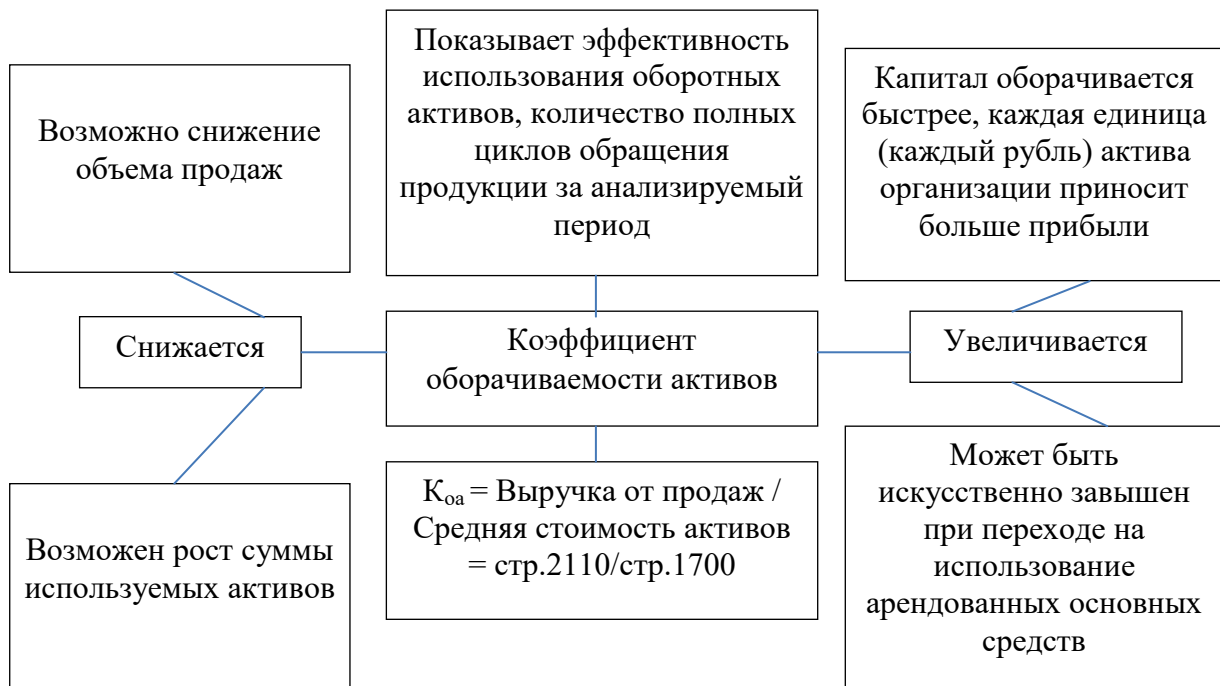 Возможно снижение
объема продаж
Показывает эффективность
использования оборотных
активов, количество полных
циклов обращения
продукции за анализируемый
период
Капитал оборачивается
быстрее, каждая единица
(каждый рубль) актива
организации приносит
больше прибыли
Снижается
Коэффициент
оборачиваемости активов
Увеличивается
Возможен рост суммы
используемых активов
Kоа = Выручка от продаж /
Средняя стоимость активов
= стр.2110/стр.1700
Может быть
искусственно завышен
при переходе на
использование
арендованных основных
средств